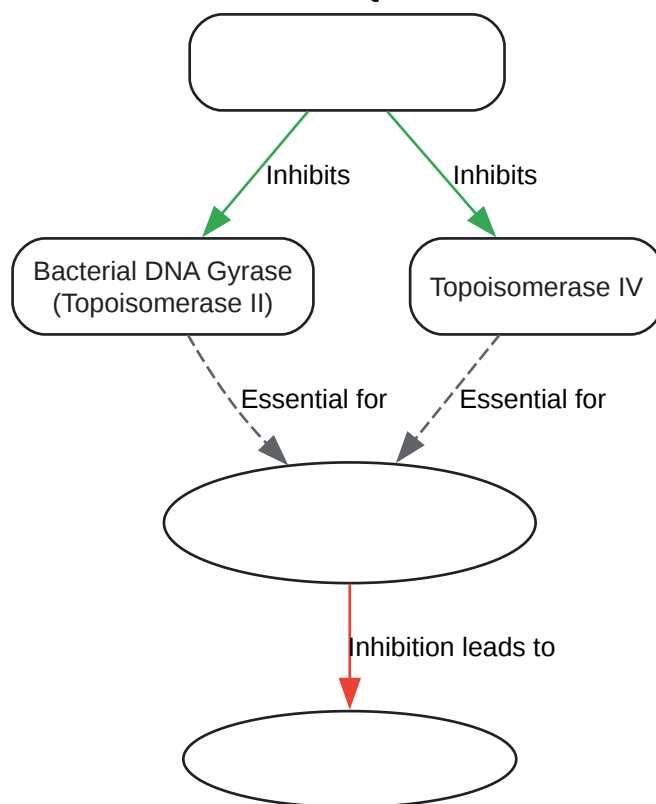 Inhibits
Inhibits
Bacterial DNA Gyrase
(Topoisomerase II)
Topoisomerase IV
Essential for
Essential for
Inhibition leads to